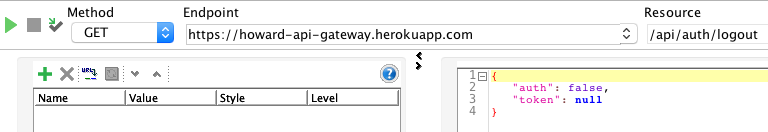 Method Endpoint Resource
GET https://howard-api-gateway.herokuapp.com /api/auth/logout
URL ?
Name Value Style Level
1 {
2 "auth": false,
3 "token": null
4 }